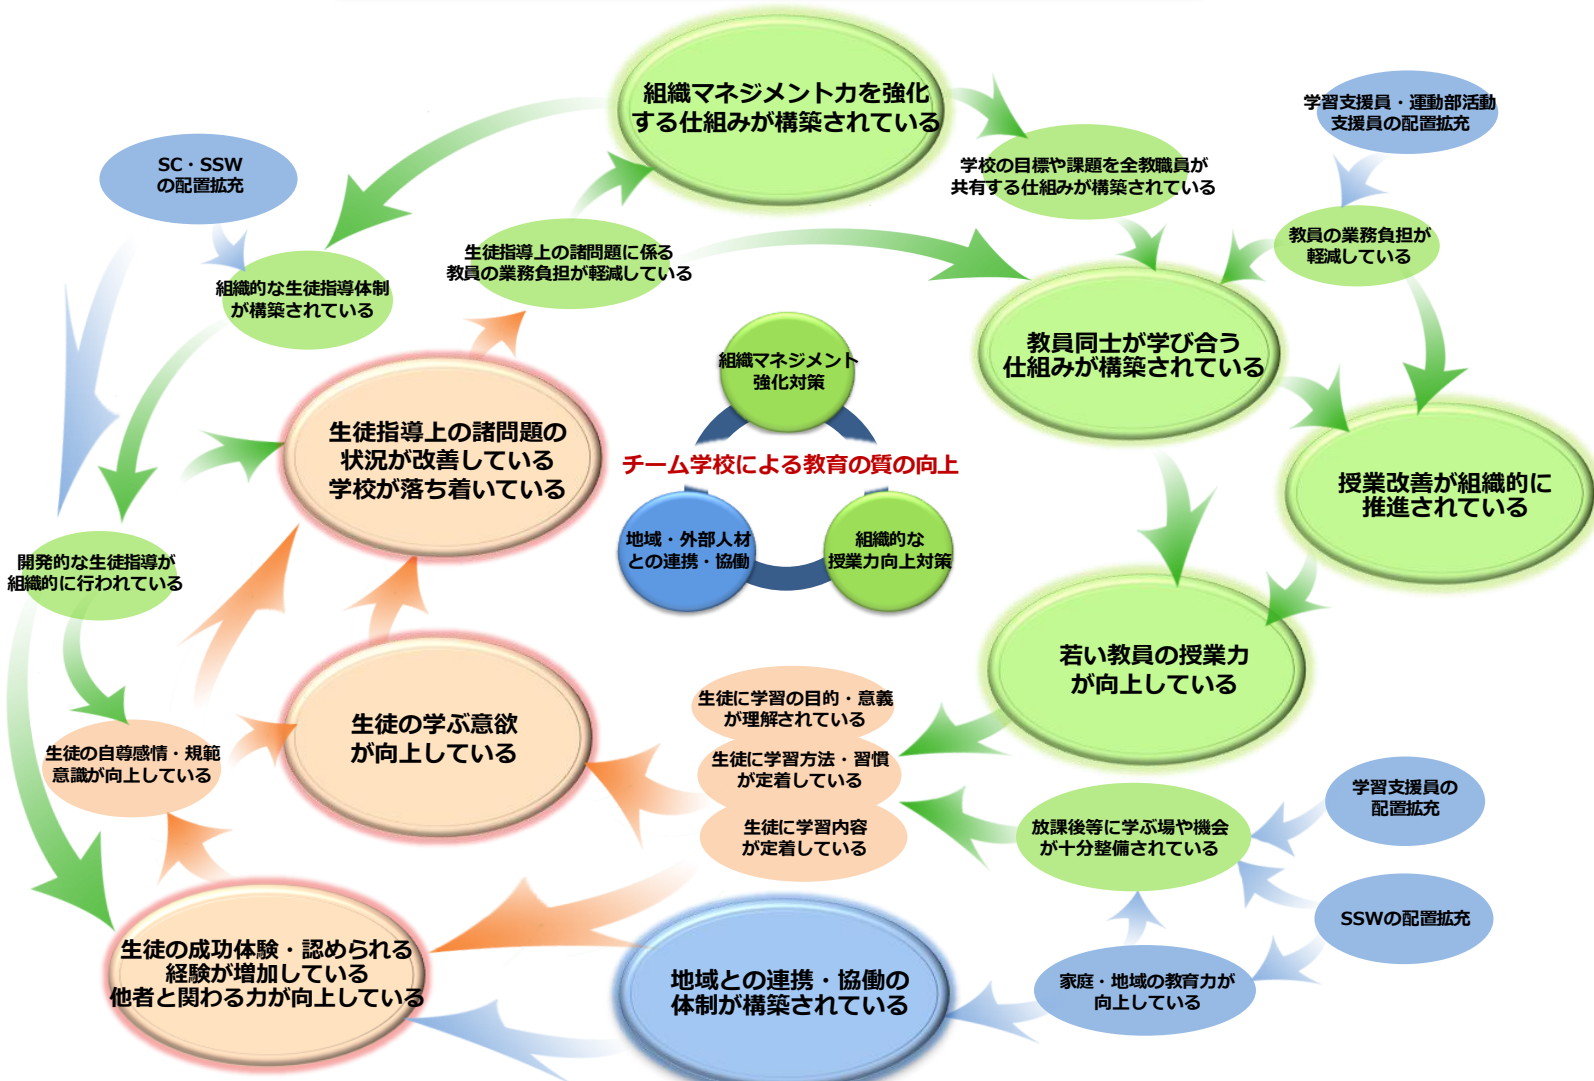 組織マネジメント力を強化
する仕組みが構築されている
学習支援員・運動部活動
支援員の配置拡充
SC・SSW
の配置拡充
学校の目標や課題を全教職員が
共有する仕組みが構築されている
生徒指導上の諸問題に係る
教員の業務負担が軽減している
教員の業務負担が
軽減している
組織的な生徒指導体制
が構築されている
教員同士が学び合う
仕組みが構築されている
組織マネジメント
強化対策
生徒指導上の諸問題の
状況が改善している
学校が落ち着いている
チーム学校による教育の質の向上
授業改善が組織的に
推進されている
地域・外部人材
との連携・協働
組織的な
授業力向上対策
開発的な生徒指導が
組織的に行われている
若い教員の授業力
が向上している
生徒に学習の目的・意義
が理解されている
生徒の学ぶ意欲
が向上している
生徒の自尊感情・規範
意識が向上している
生徒に学習方法・習慣
が定着している
学習支援員の
配置拡充
生徒に学習内容
が定着している
放課後等に学ぶ場や機会
が十分整備されている
SSWの配置拡充
生徒の成功体験・認められる
経験が増加している
他者と関わる力が向上している
地域との連携・協働の
体制が構築されている
家庭・地域の教育力が
向上している